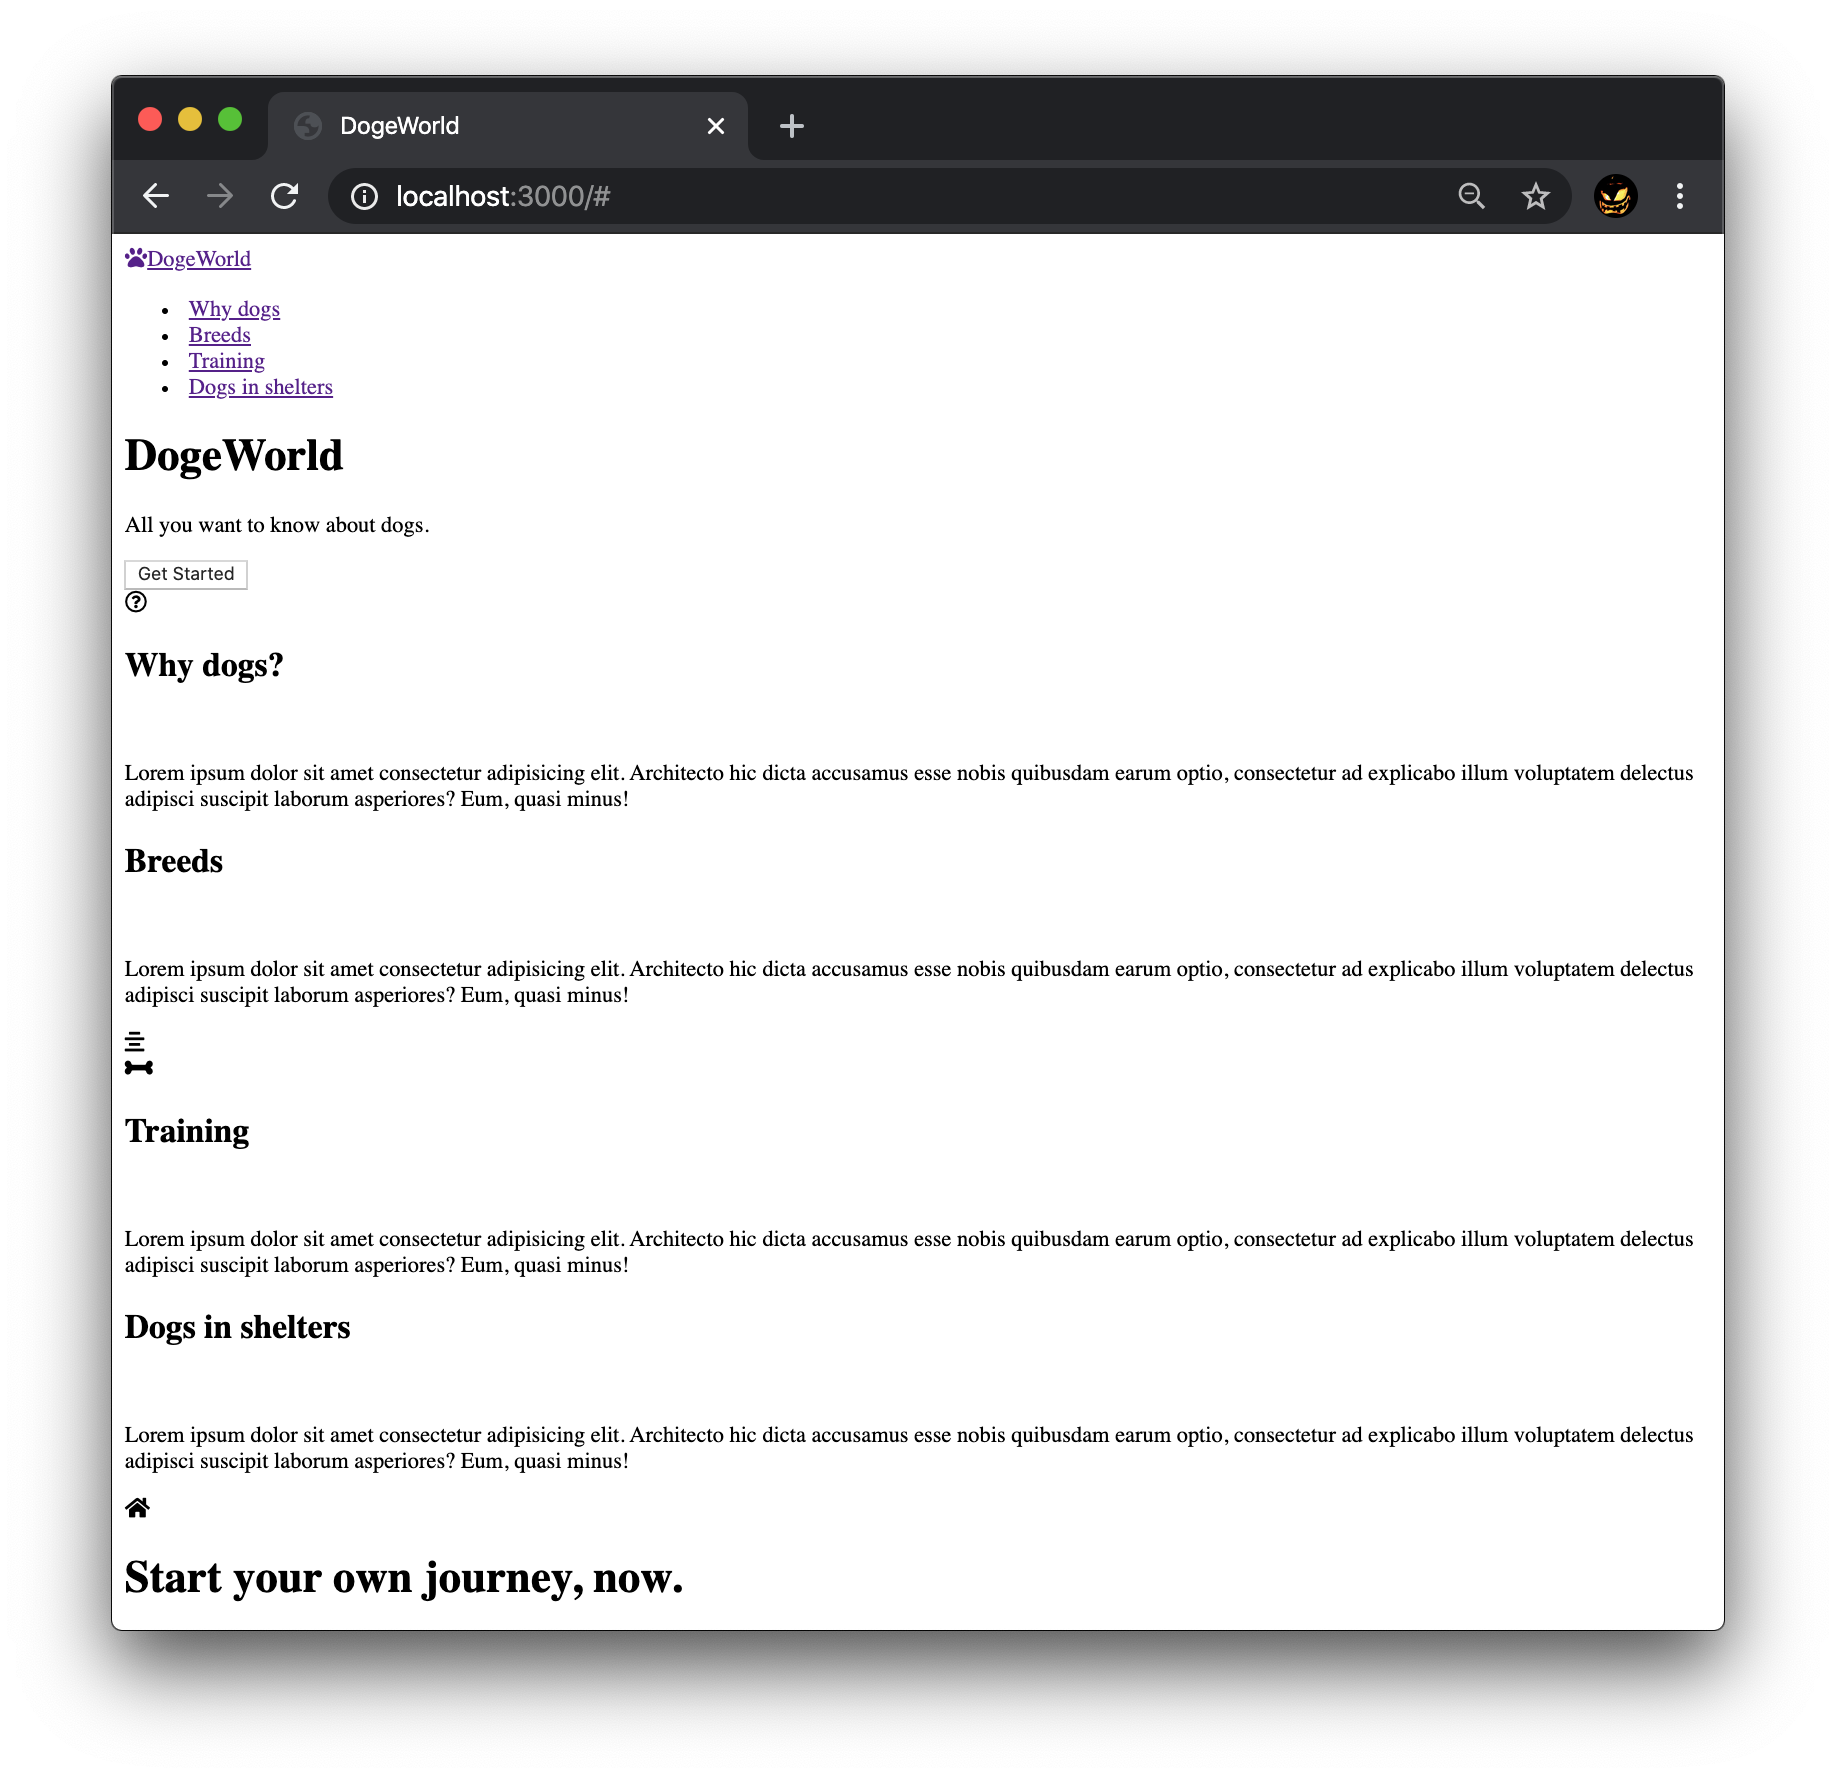 DogeWorld
localhost:3000/#
DogeWorld
Why dogs
Breeds
Training
Dogs in shelters
DogeWorld
All you want to know about dogs.
Get Started
Why dogs?
Lorem ipsum dolor sit amet consectetur adipisicing elit. Architecto hic dicta accusamus esse nobis quibusdam earum optio, consectetur ad explicabo illum voluptatem delectus
adipisci suscipit laborum asperiores? Eum, quasi minus!
Breeds
Lorem ipsum dolor sit amet consectetur adipisicing elit. Architecto hic dicta accusamus esse nobis quibusdam earum optio, consectetur ad explicabo illum voluptatem delectus
adipisci suscipit laborum asperiores? Eum, quasi minus!
Training
Lorem ipsum dolor sit amet consectetur adipisicing elit. Architecto hic dicta accusamus esse nobis quibusdam earum optio, consectetur ad explicabo illum voluptatem delectus
adipisci suscipit laborum asperiores? Eum, quasi minus!
Dogs in shelters
Lorem ipsum dolor sit amet consectetur adipisicing elit. Architecto hic dicta accusamus esse nobis quibusdam earum optio, consectetur ad explicabo illum voluptatem delectus
adipisci suscipit laborum asperiores? Eum, quasi minus!
Start your own journey, now.